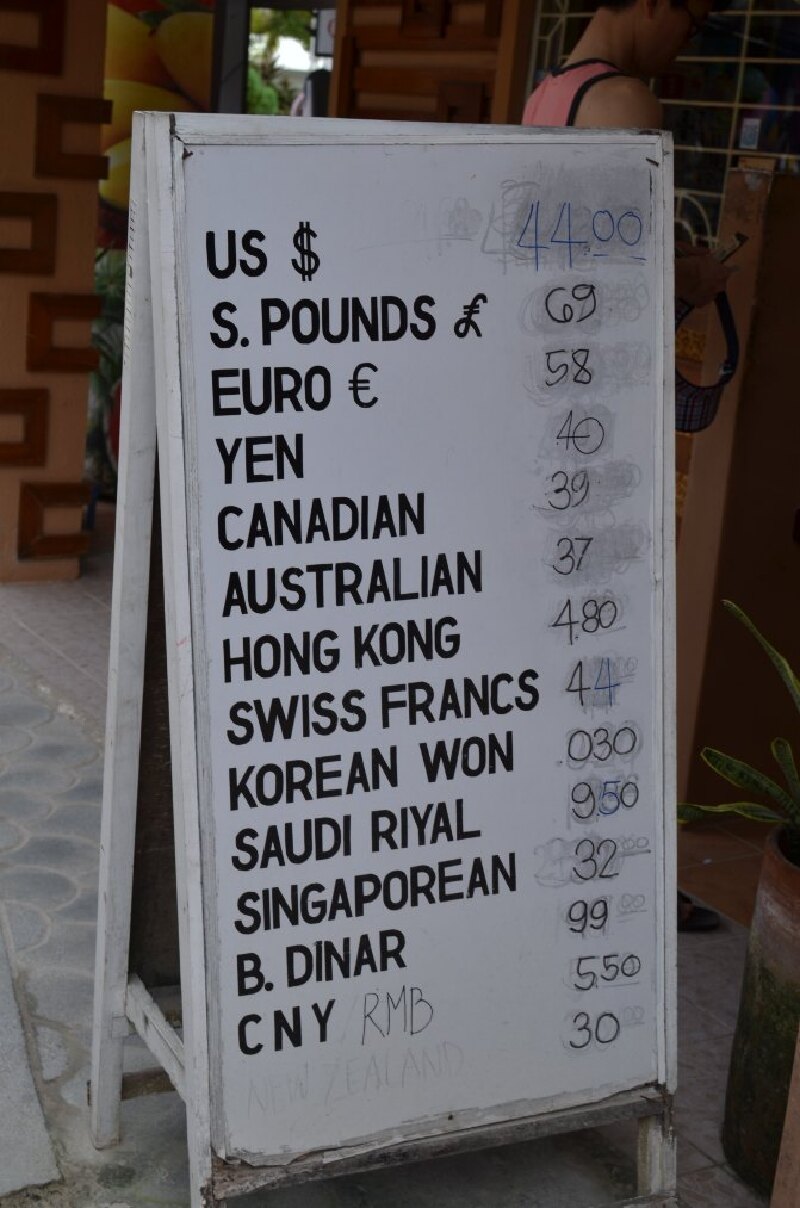 US $ 44.00
S. POUNDS £ 69
EURO € 58
YEN 40
CANADIAN 39
AUSTRALIAN 37
HONG KONG 4.80
SWISS FRANCS 44
KOREAN WON .030
SAUDI RIYAL 9.50
SINGAPOREAN 32
B. DINAR 99
CNY RMB 5.50
NEW ZEALAND 30